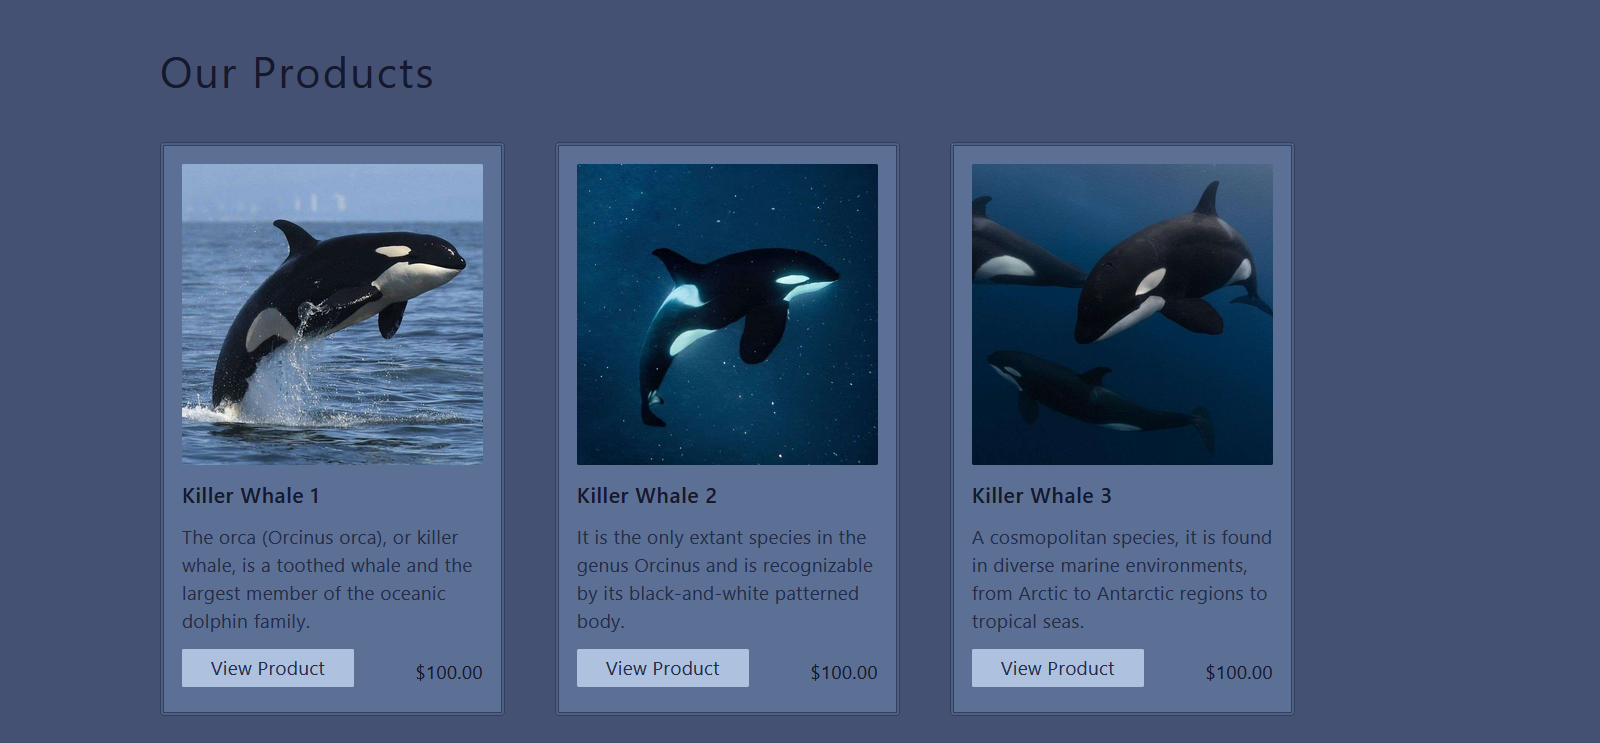 Our Products
Killer Whale 1
The orca (Orcinus orca), or killer
whale, is a toothed whale and the
largest member of the oceanic
dolphin family.
View Product
$100.00
Killer Whale 2
It is the only extant species in the
genus Orcinus and is recognizable
by its black-and-white patterned
body.
View Product
$100.00
Killer Whale 3
A cosmopolitan species, it is found
in diverse marine environments,
from Arctic to Antarctic regions to
tropical seas.
View Product
$100.00